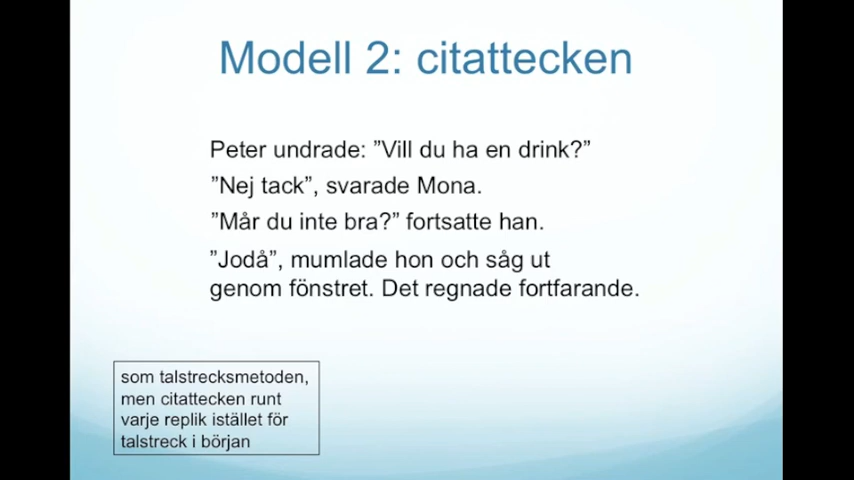 Modell 2: citattecken
Peter undrade: ”Vill du ha en drink?”
”Nej tack”, svarade Mona.
”Mår du inte bra?” fortsatte han.
”Jodå”, mumlade hon och såg ut
genom fönstret. Det regnade fortfarande.
som talstrecksmetoden,
men citattecken runt
varje replik istället för
talstreck i början